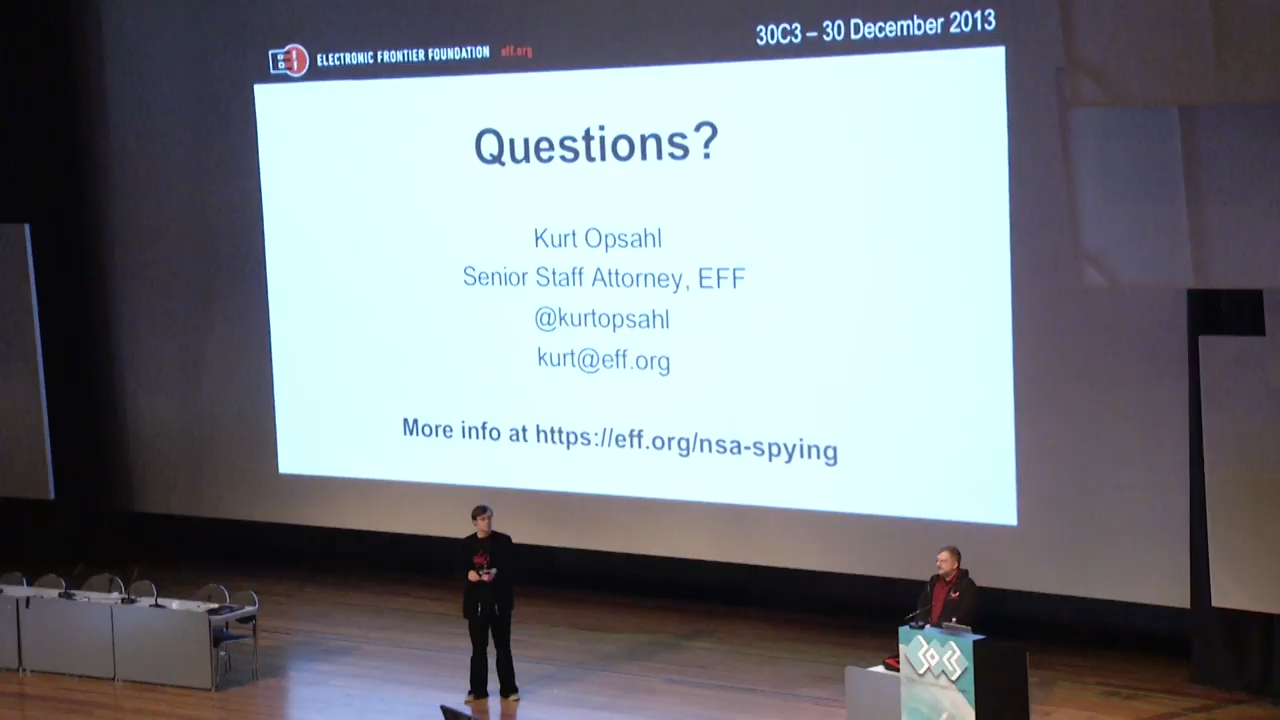 ELECTRONIC FRONTIER FOUNDATION eff.org
30C3 – 30 December 2013
Questions?
Kurt Opsahl
Senior Staff Attorney, EFF
@kurtopsahl
kurt@eff.org
More info at https://eff.org/nsa-spying
30C3